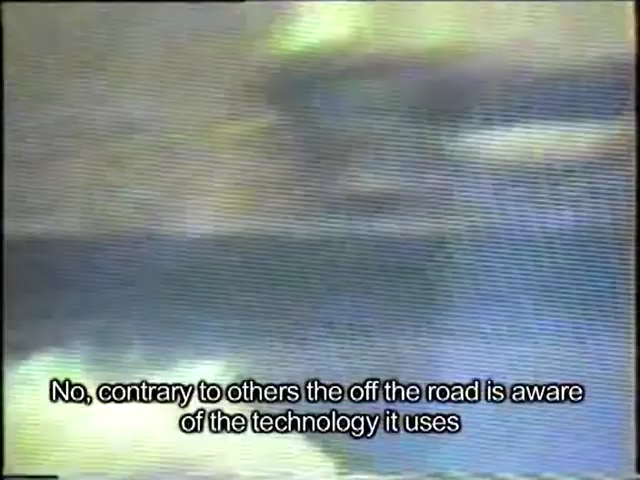 No, contrary to others the off the road is aware
of the technology it uses